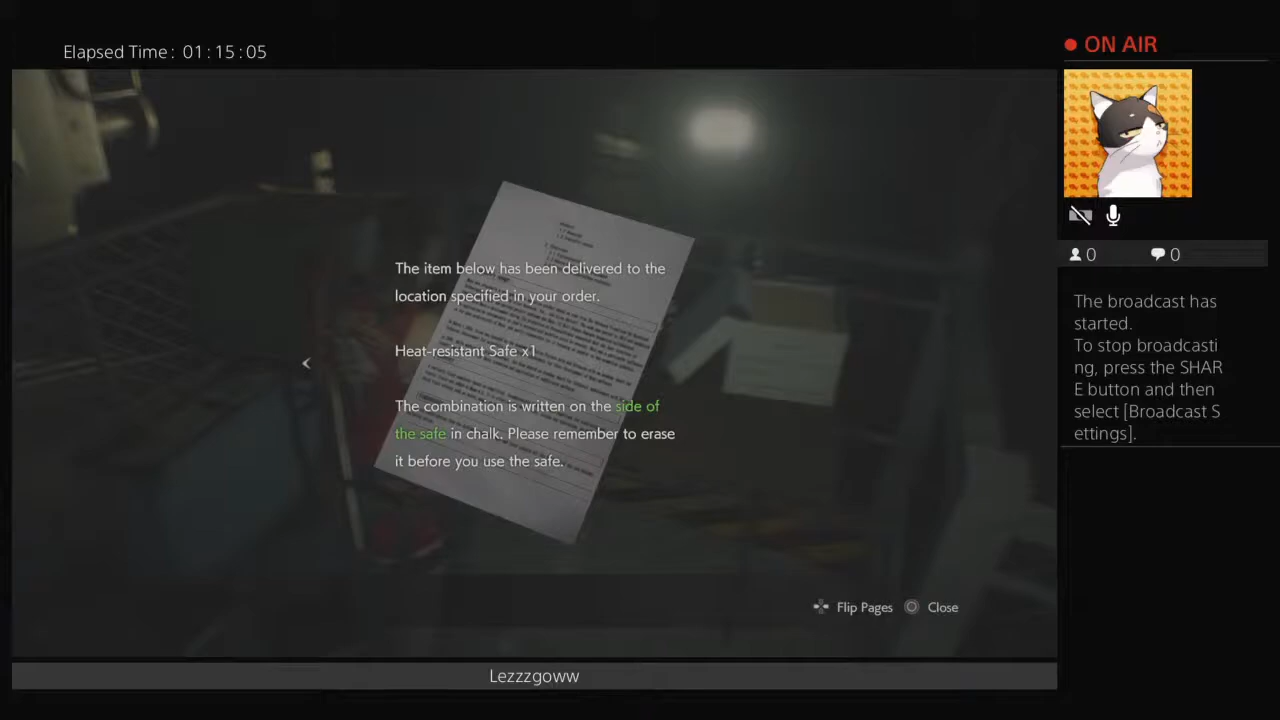 Elapsed Time: 01:15:05
ON AIR
0
0
The item below has been delivered to the
location specified in your order.
Heat-resistant Safe x1
The combination is written on the side of
the safe in chalk. Please remember to erase
it before you use the safe.
Flip Pages
Close
The broadcast has
started.
To stop broadcasti
ng, press the SHAR
E button and then
select [Broadcast S
ettings].
Lezzzgoww